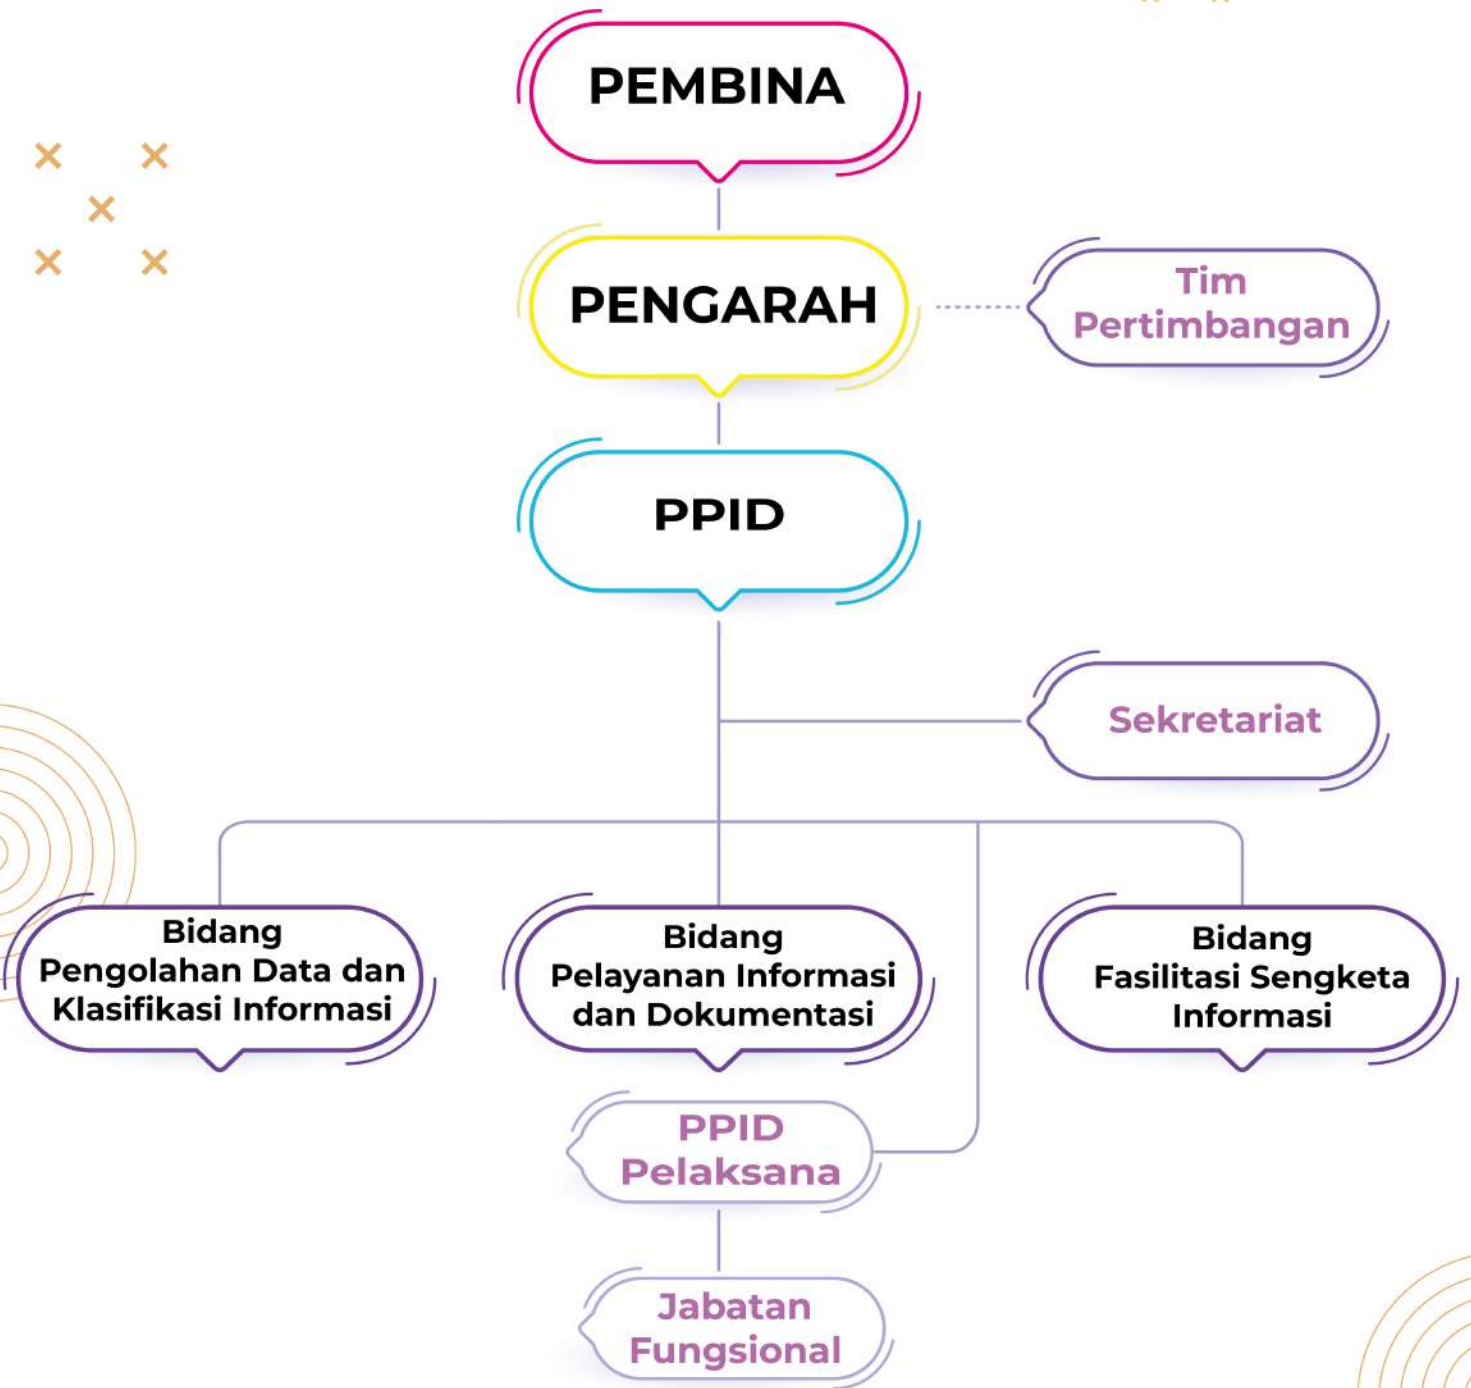 PEMBINA
PENGARAH
Tim
Pertimbangan
PPID
Sekretariat
Bidang
Pengolahan Data dan
Klasifikasi Informasi
Bidang
Pelayanan Informasi
dan Dokumentasi
Bidang
Fasilitasi Sengketa
Informasi
PPID
Pelaksana
Jabatan
Fungsional